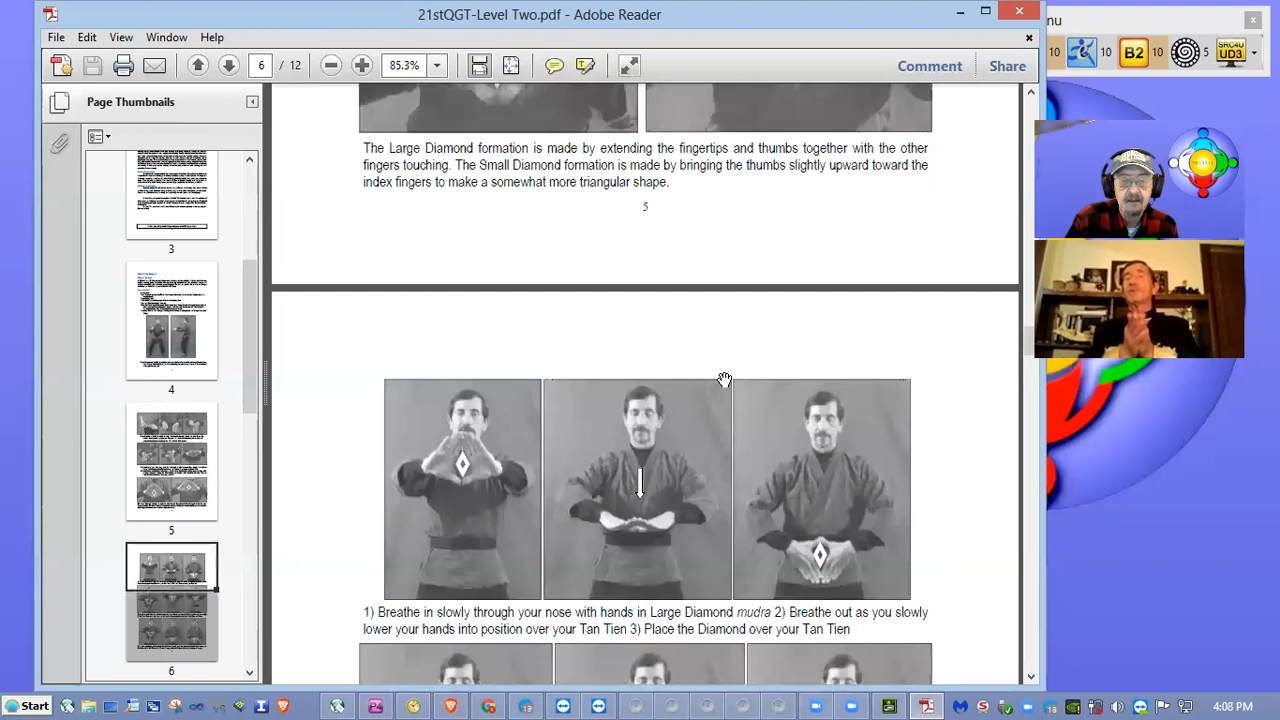 21stQGT-Level Two.pdf - Adobe Reader
nu
File Edit View Window Help
10 10 B2 10 5 SRC4U UD3
6 / 12 85.3% Comment Share
Page Thumbnails
The Large Diamond formation is made by extending the fingertips and thumbs together with the other
fingers touching. The Small Diamond formation is made by bringing the thumbs slightly upward toward the
index fingers to make a somewhat more triangular shape.
5
3
4
5
6
1) Breathe in slowly through your nose with hands in Large Diamond mudra 2) Breathe out as you slowly
lower your hands into position over your Tan Tien 3) Place the Diamond over your Tan Tien
Start 4:08 PM